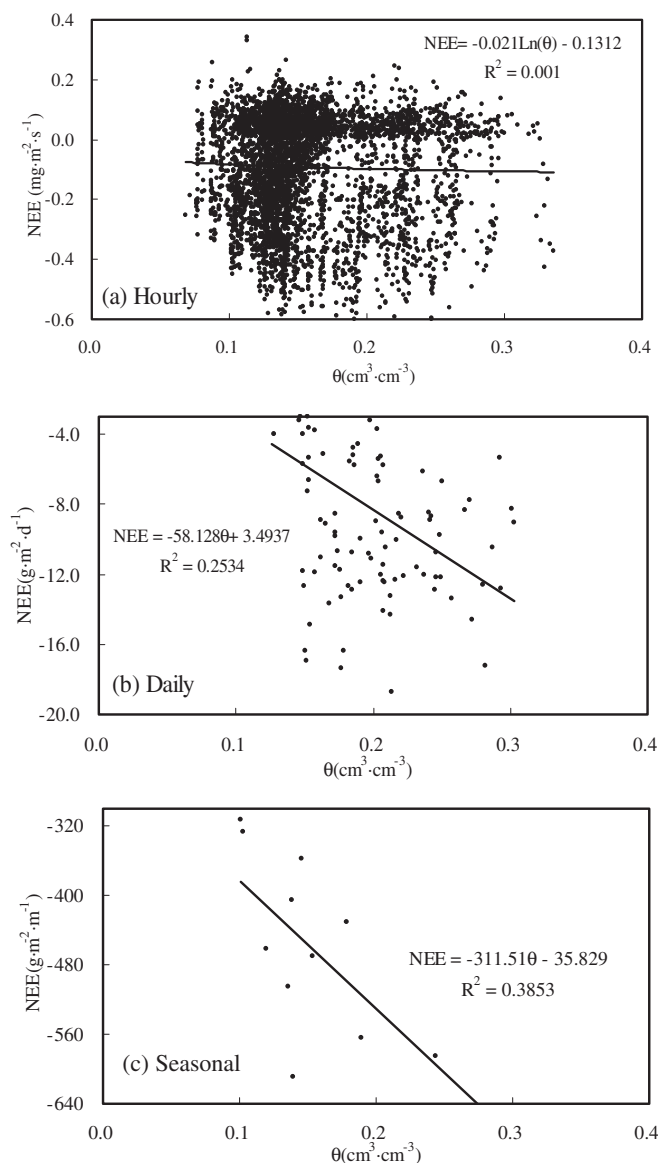 0.4
NEE= -0.021Ln(θ) - 0.1312
R² = 0.001
0.2
0.0
-0.2
-0.4
-0.6
NEE (mg·m⁻²·s⁻¹)
(a) Hourly
0.0 0.1 0.2 0.3 0.4
θ(cm³·cm⁻³)
-4.0
-8.0
NEE = -58.128θ+ 3.4937
R² = 0.2534
-12.0
-16.0
-20.0
NEE(g·m⁻²·d⁻¹)
(b) Daily
0.0 0.1 0.2 0.3 0.4
θ(cm³·cm⁻³)
-320
-400
-480
NEE = -311.51θ - 35.829
R² = 0.3853
-560
-640
NEE(g·m⁻²·m⁻¹)
(c) Seasonal
0.0 0.1 0.2 0.3 0.4
θ(cm³·cm⁻³)